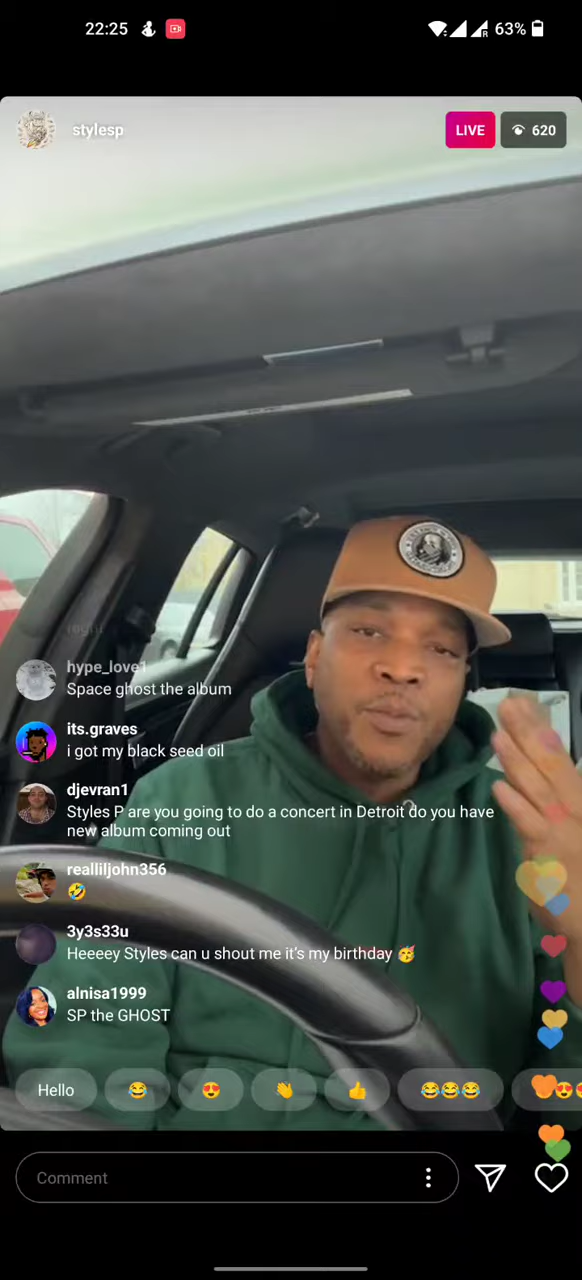 22:25
63%
stylesp
LIVE
620
right
hype_love1
Space ghost the album
its.graves
i got my black seed oil
djevran1
Styles P are you going to do a concert in Detroit do you have
new album coming out
realliljohn356
🤣
3y3s33u
Heeeey Styles can u shout me it's my birthday 🥳
alnisa1999
SP the GHOST
Hello 😂 😍 👏 👍 😂😂😂
Comment